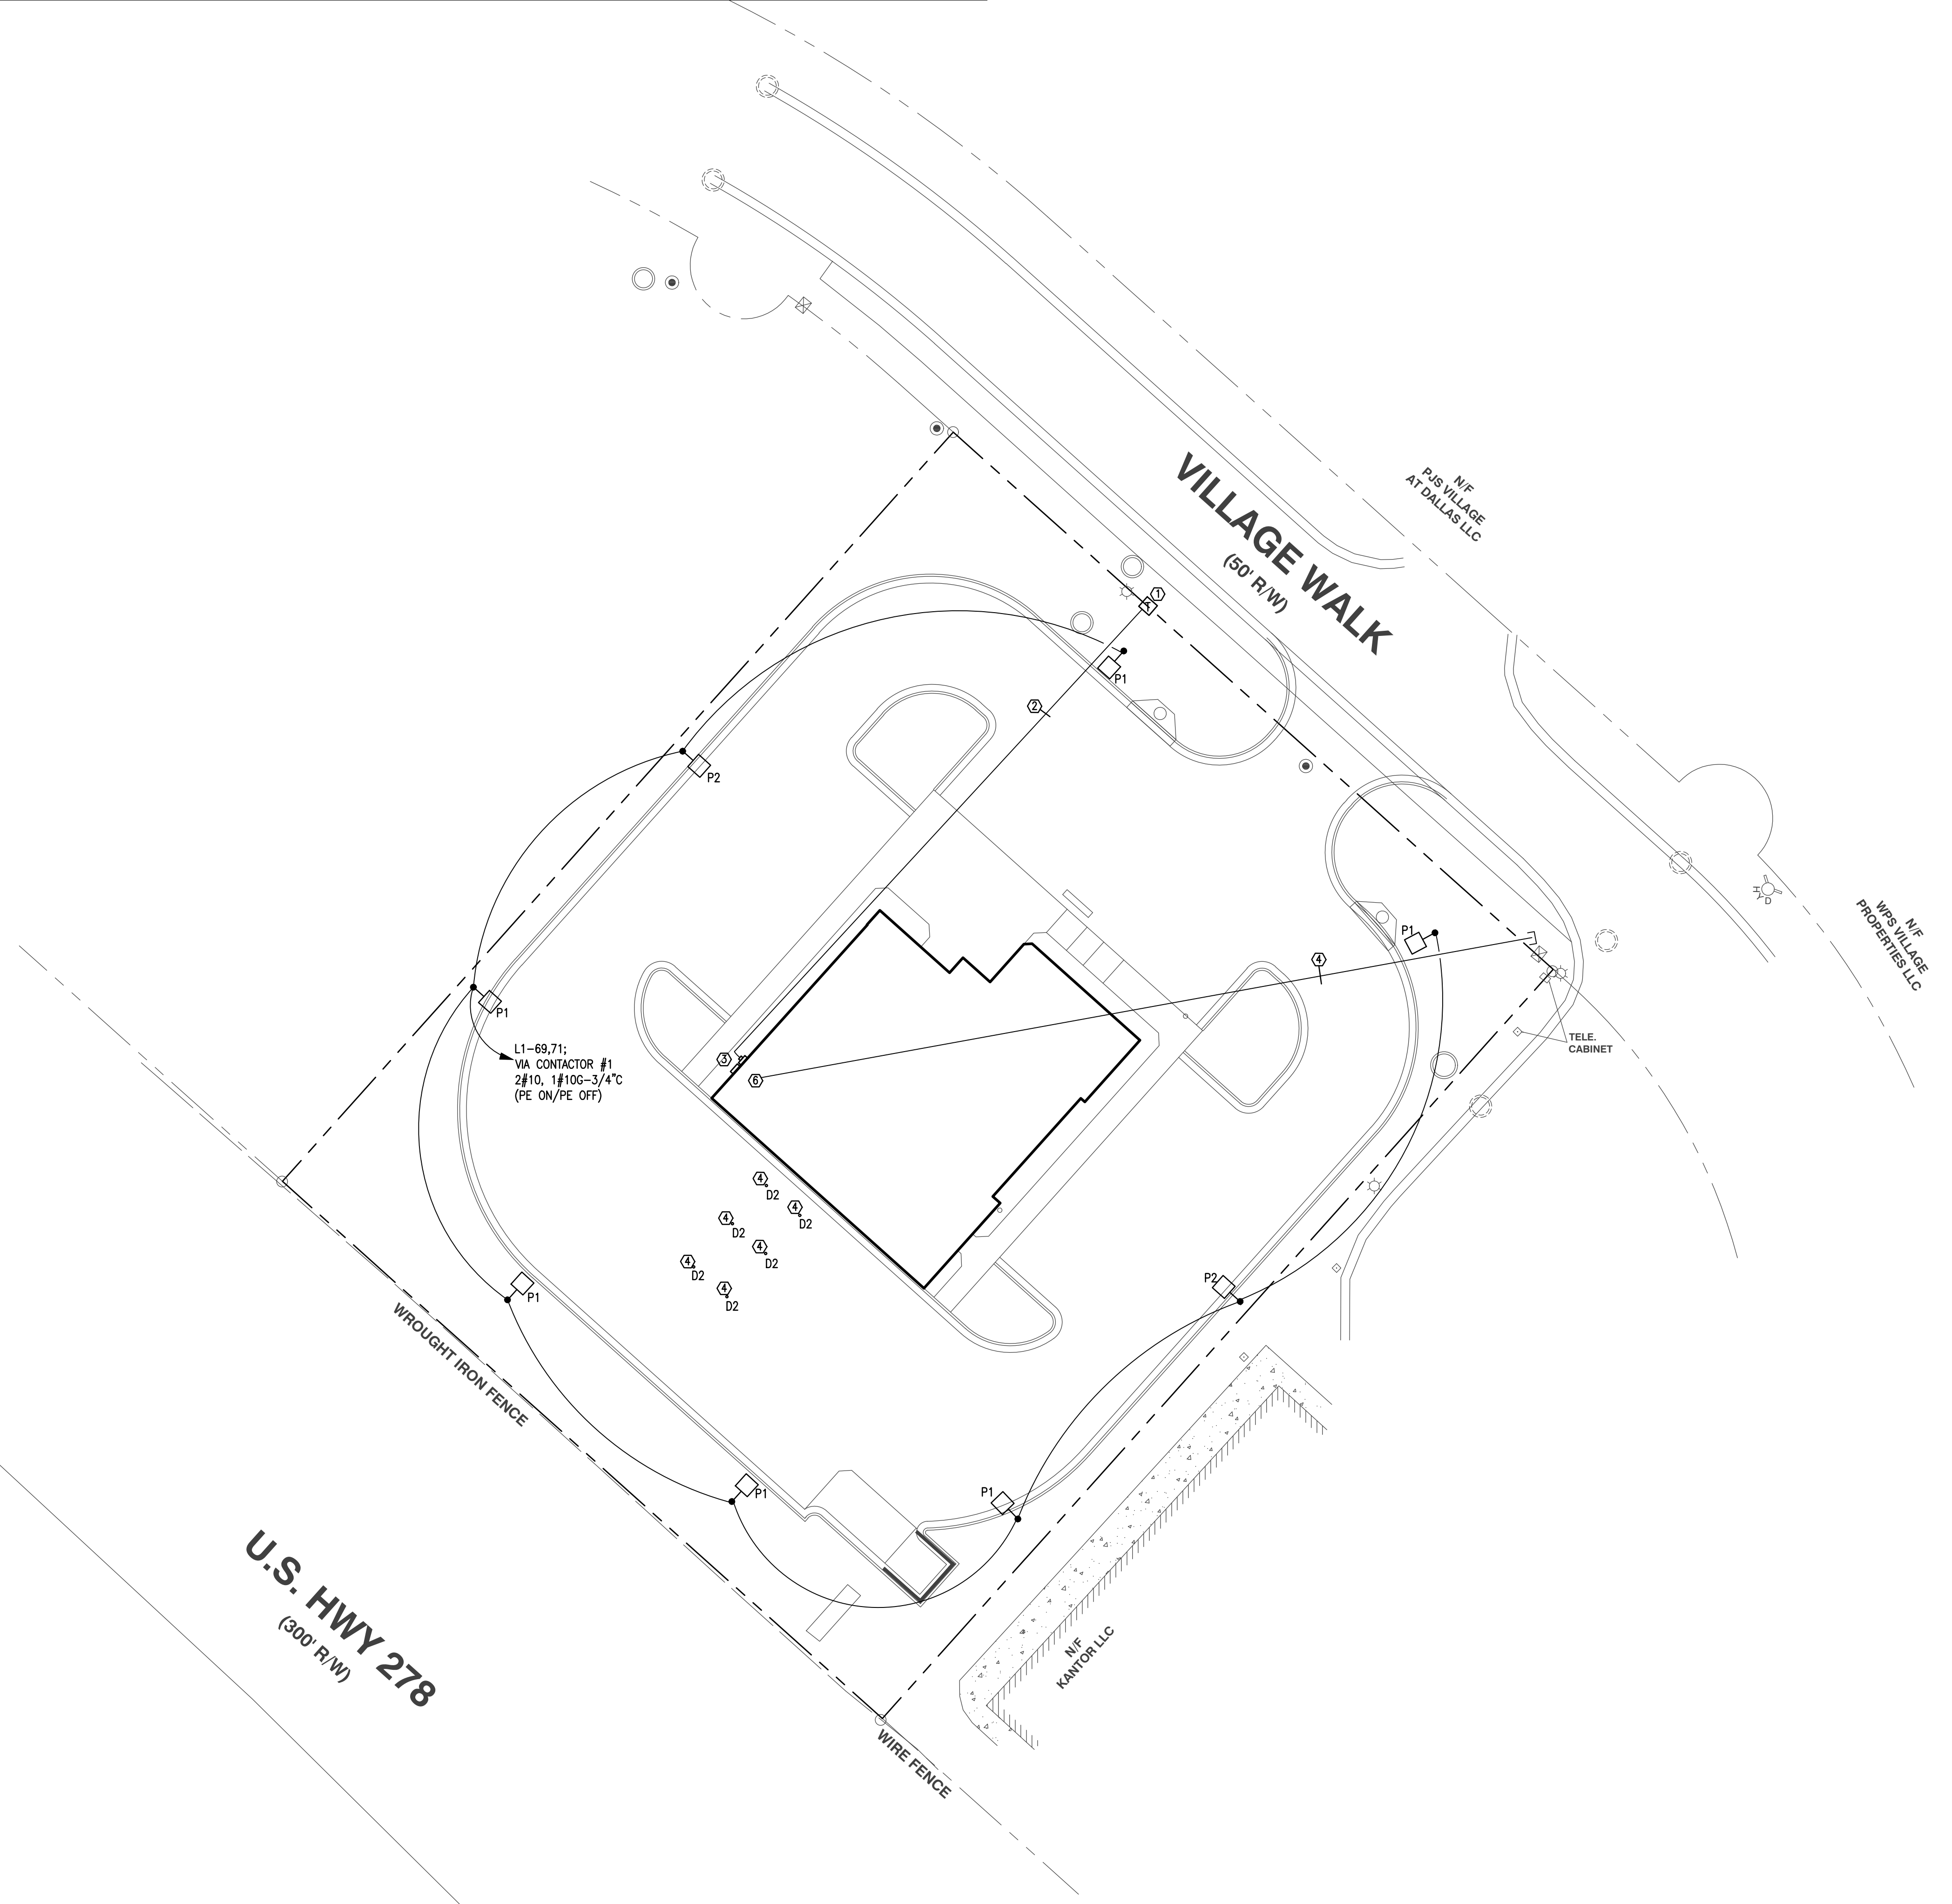 N/F
PJS VILLAGE
AT DALLAS LLC
VILLAGE WALK
(50' R/W)
1
T
P1
2
P2
N/F
WPS VILLAGE
PROPERTIES LLC
H
Y
D
P1
4
P1
TELE.
CABINET
L1-69,71;
VIA CONTACTOR #1
2#10, 1#10G-3/4"C
(PE ON/PE OFF)
3
6
4
D2
4
D2
4
D2
4
D2
4
D2
4
D2
P1
P2
WROUGHT IRON FENCE
P1
P1
U.S. HWY 278
(300' R/W)
N/F
KANTOR LLC
WIRE FENCE